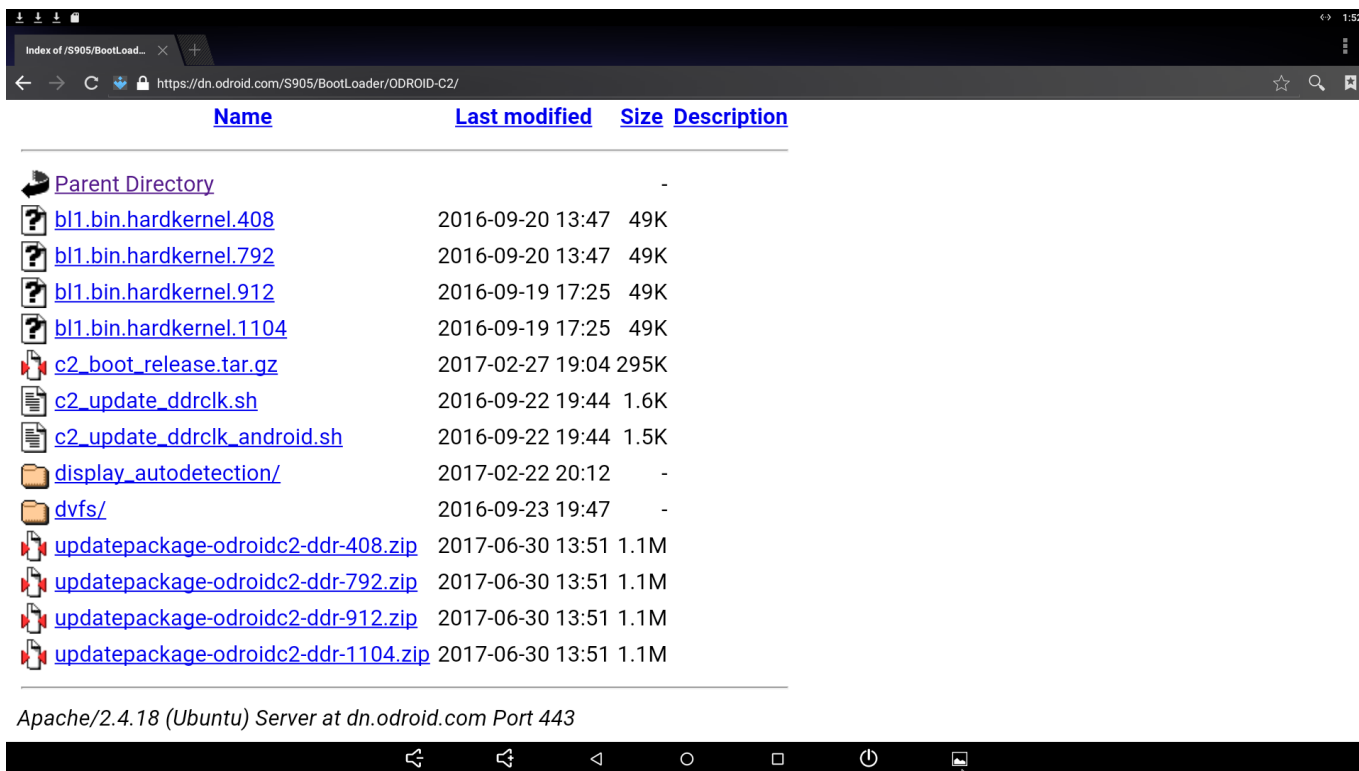 1:52
Index of /S905/BootLoad...
https://dn.odroid.com/S905/BootLoader/ODROID-C2/
Name Last modified Size Description
Parent Directory -
bl1.bin.hardkernel.408 2016-09-20 13:47 49K
bl1.bin.hardkernel.792 2016-09-20 13:47 49K
bl1.bin.hardkernel.912 2016-09-19 17:25 49K
bl1.bin.hardkernel.1104 2016-09-19 17:25 49K
c2_boot_release.tar.gz 2017-02-27 19:04 295K
c2_update_ddrclk.sh 2016-09-22 19:44 1.6K
c2_update_ddrclk_android.sh 2016-09-22 19:44 1.5K
display_autodetection/ 2017-02-22 20:12 -
dvfs/ 2016-09-23 19:47 -
updatepackage-odroidc2-ddr-408.zip 2017-06-30 13:51 1.1M
updatepackage-odroidc2-ddr-792.zip 2017-06-30 13:51 1.1M
updatepackage-odroidc2-ddr-912.zip 2017-06-30 13:51 1.1M
updatepackage-odroidc2-ddr-1104.zip 2017-06-30 13:51 1.1M
Apache/2.4.18 (Ubuntu) Server at dn.odroid.com Port 443